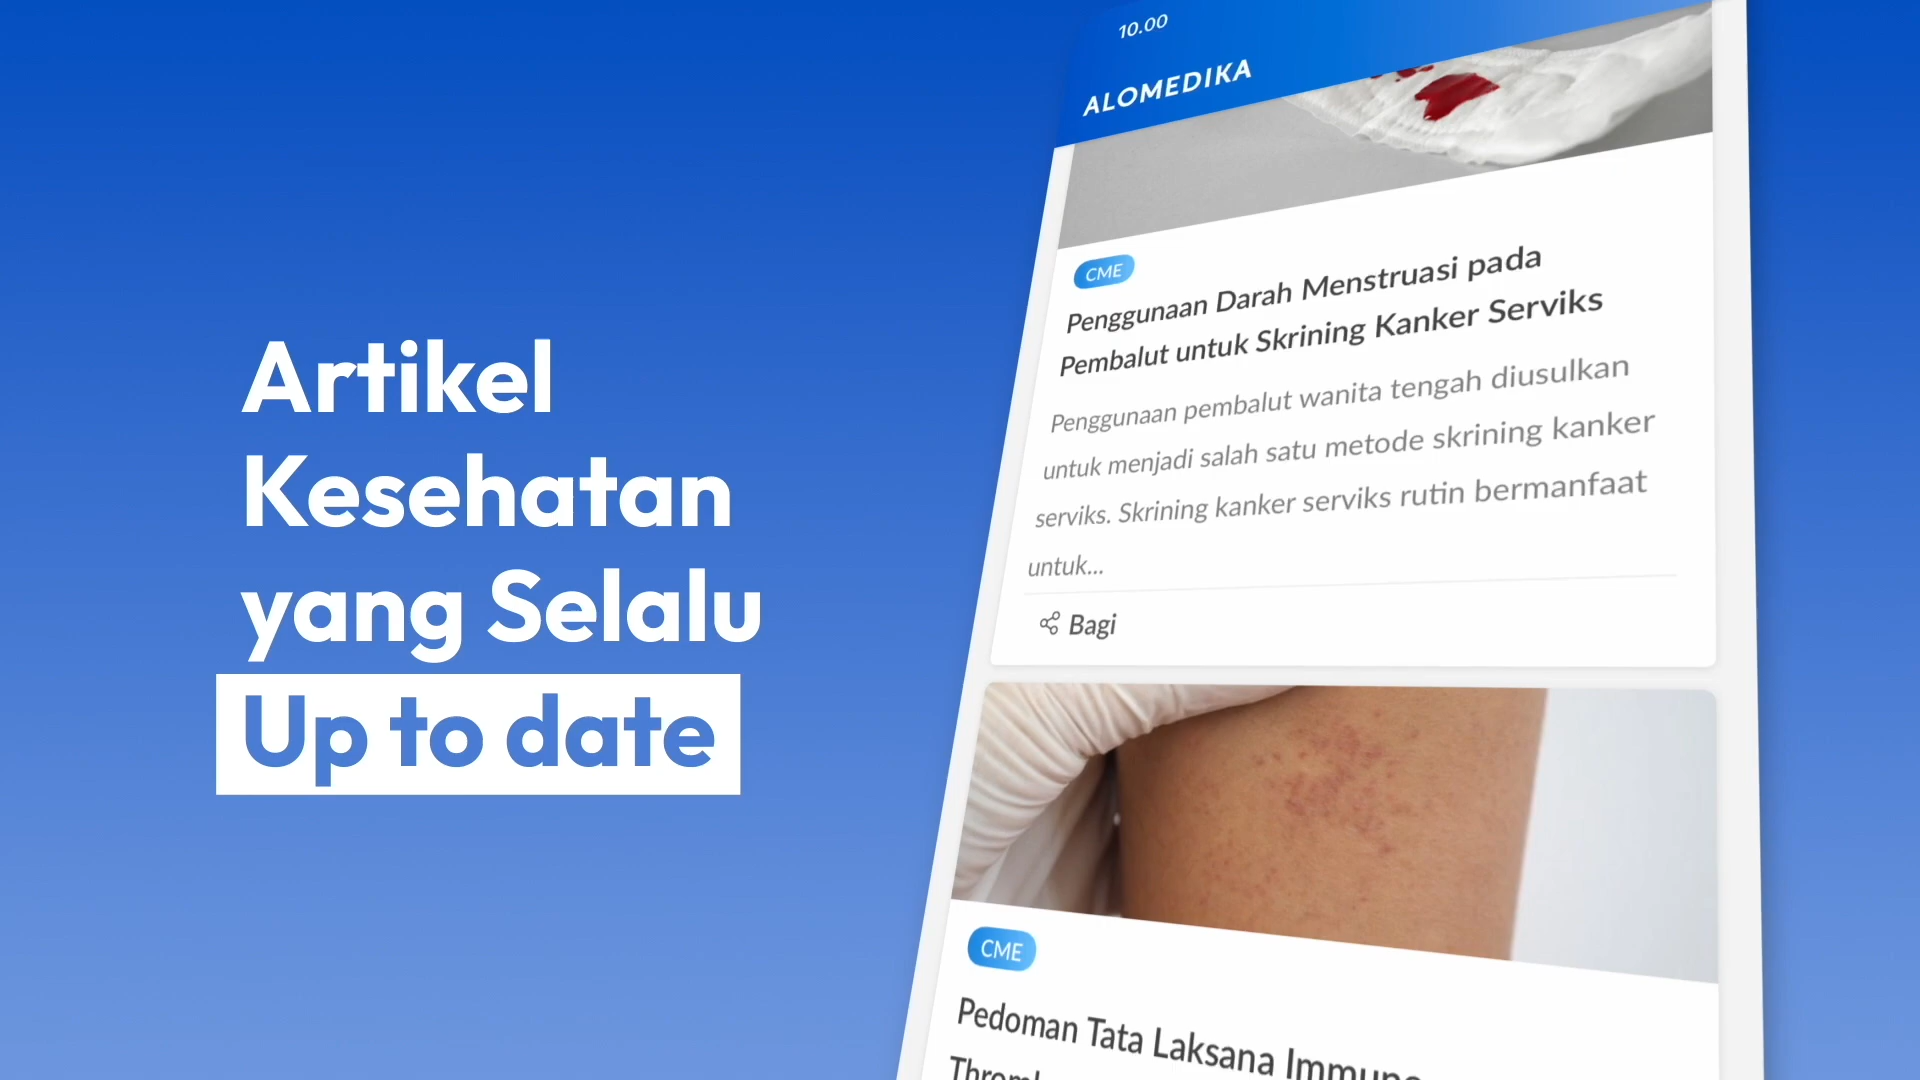 Artikel
Kesehatan
yang Selalu
Up to date
10.00
ALOMEDIKA
CME
Penggunaan Darah Menstruasi pada
Pembalut untuk Skrining Kanker Serviks
Penggunaan pembalut wanita tengah diusulkan
untuk menjadi salah satu metode skrining kanker
serviks. Skrining kanker serviks rutin bermanfaat
untuk...
Bagi
CME
Pedoman Tata Laksana